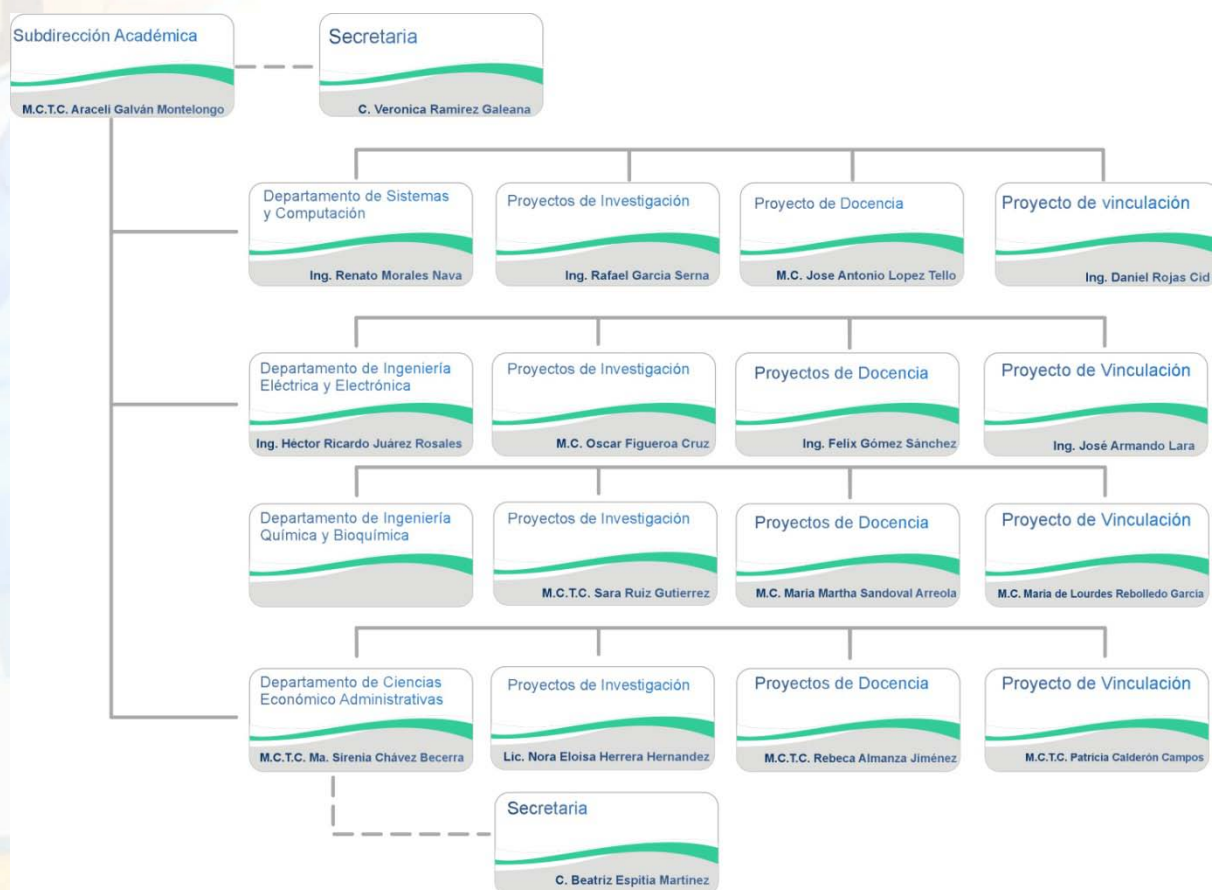 Subdirección Académica
M.C.T.C. Araceli Galván Montelongo
Secretaria
C. Veronica Ramirez Galeana
Departamento de Sistemas
y Computación
Ing. Renato Morales Nava
Proyectos de Investigación
Ing. Rafael Garcia Serna
Proyecto de Docencia
M.C. Jose Antonio Lopez Tello
Proyecto de vinculación
Ing. Daniel Rojas Cid
Departamento de Ingeniería
Eléctrica y Electrónica
Ing. Héctor Ricardo Juárez Rosales
Proyectos de Investigación
M.C. Oscar Figueroa Cruz
Proyectos de Docencia
Ing. Felix Gómez Sánchez
Proyecto de Vinculación
Ing. José Armando Lara
Departamento de Ingeniería
Química y Bioquímica
Proyectos de Investigación
M.C.T.C. Sara Ruiz Gutierrez
Proyectos de Docencia
M.C. María Martha Sandoval Arreola
Proyecto de Vinculación
M.C. María de Lourdes Rebolledo García
Departamento de Ciencias
Económico Administrativas
M.C.T.C. Ma. Sirenia Chávez Becerra
Proyectos de Investigación
Lic. Nora Eloisa Herrera Hernandez
Proyectos de Docencia
M.C.T.C. Rebeca Almanza Jiménez
Proyecto de Vinculación
M.C.T.C. Patricia Calderón Campos
Secretaria
C. Beatriz Espitia Martinez